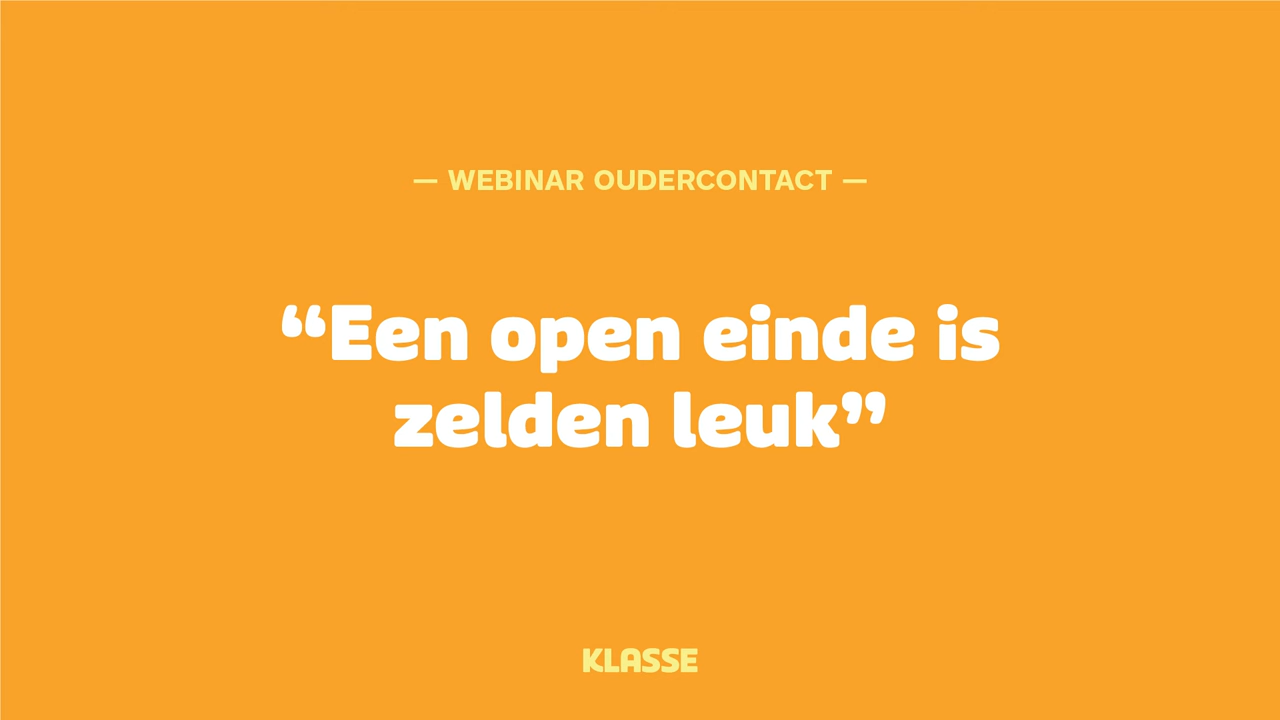 — WEBINAR OUDERCONTACT —
“Een open einde is
zelden leuk”
KLASSE